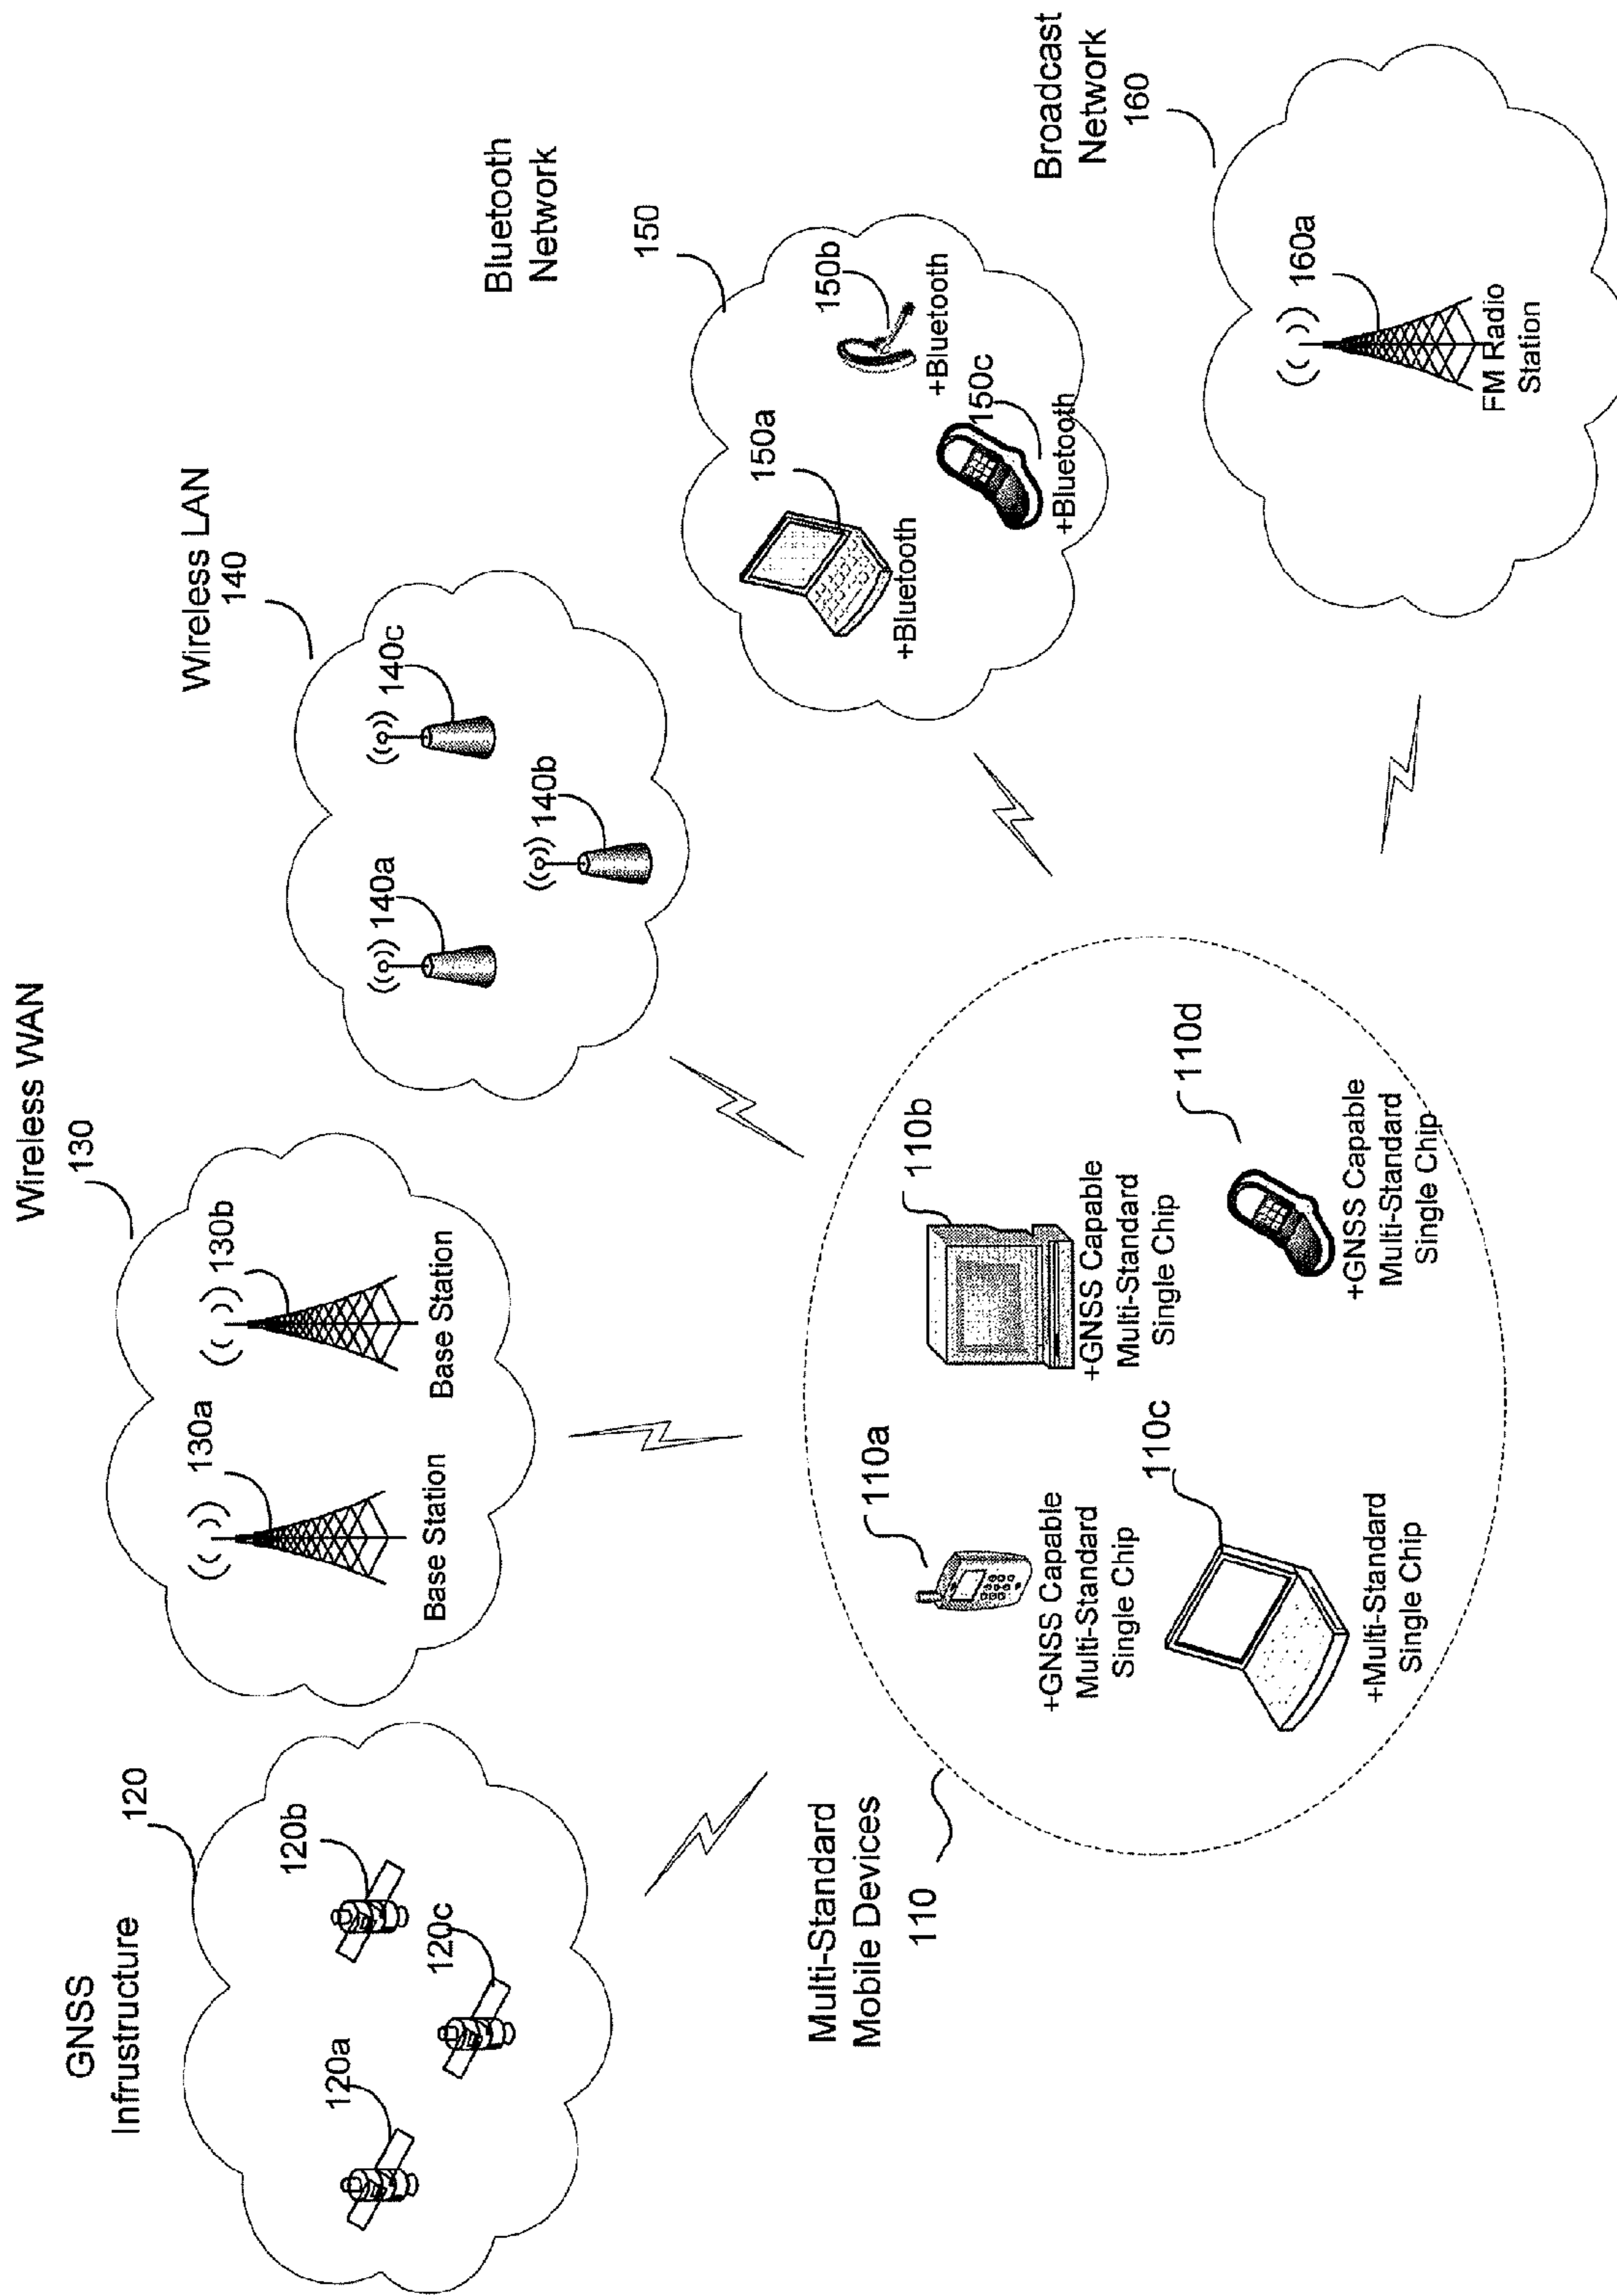 GNSS
Infrustructure
120
120a
120b
120c
Wireless WAN
130
130a
130b
Base Station
Base Station
Wireless LAN
140
140a
140b
140c
Bluetooth
Network
150
150a
+Bluetooth
150b
+Bluetooth
150c
+Bluetooth
Broadcast
Network
160
160a
FM Radio
Station
Multi-Standard
Mobile Devices
110
110a
+GNSS Capable
Multi-Standard
Single Chip
110b
+GNSS Capable
Multi-Standard
Single Chip
110c
+Multi-Standard
Single Chip
110d
+GNSS Capable
Multi-Standard
Single Chip